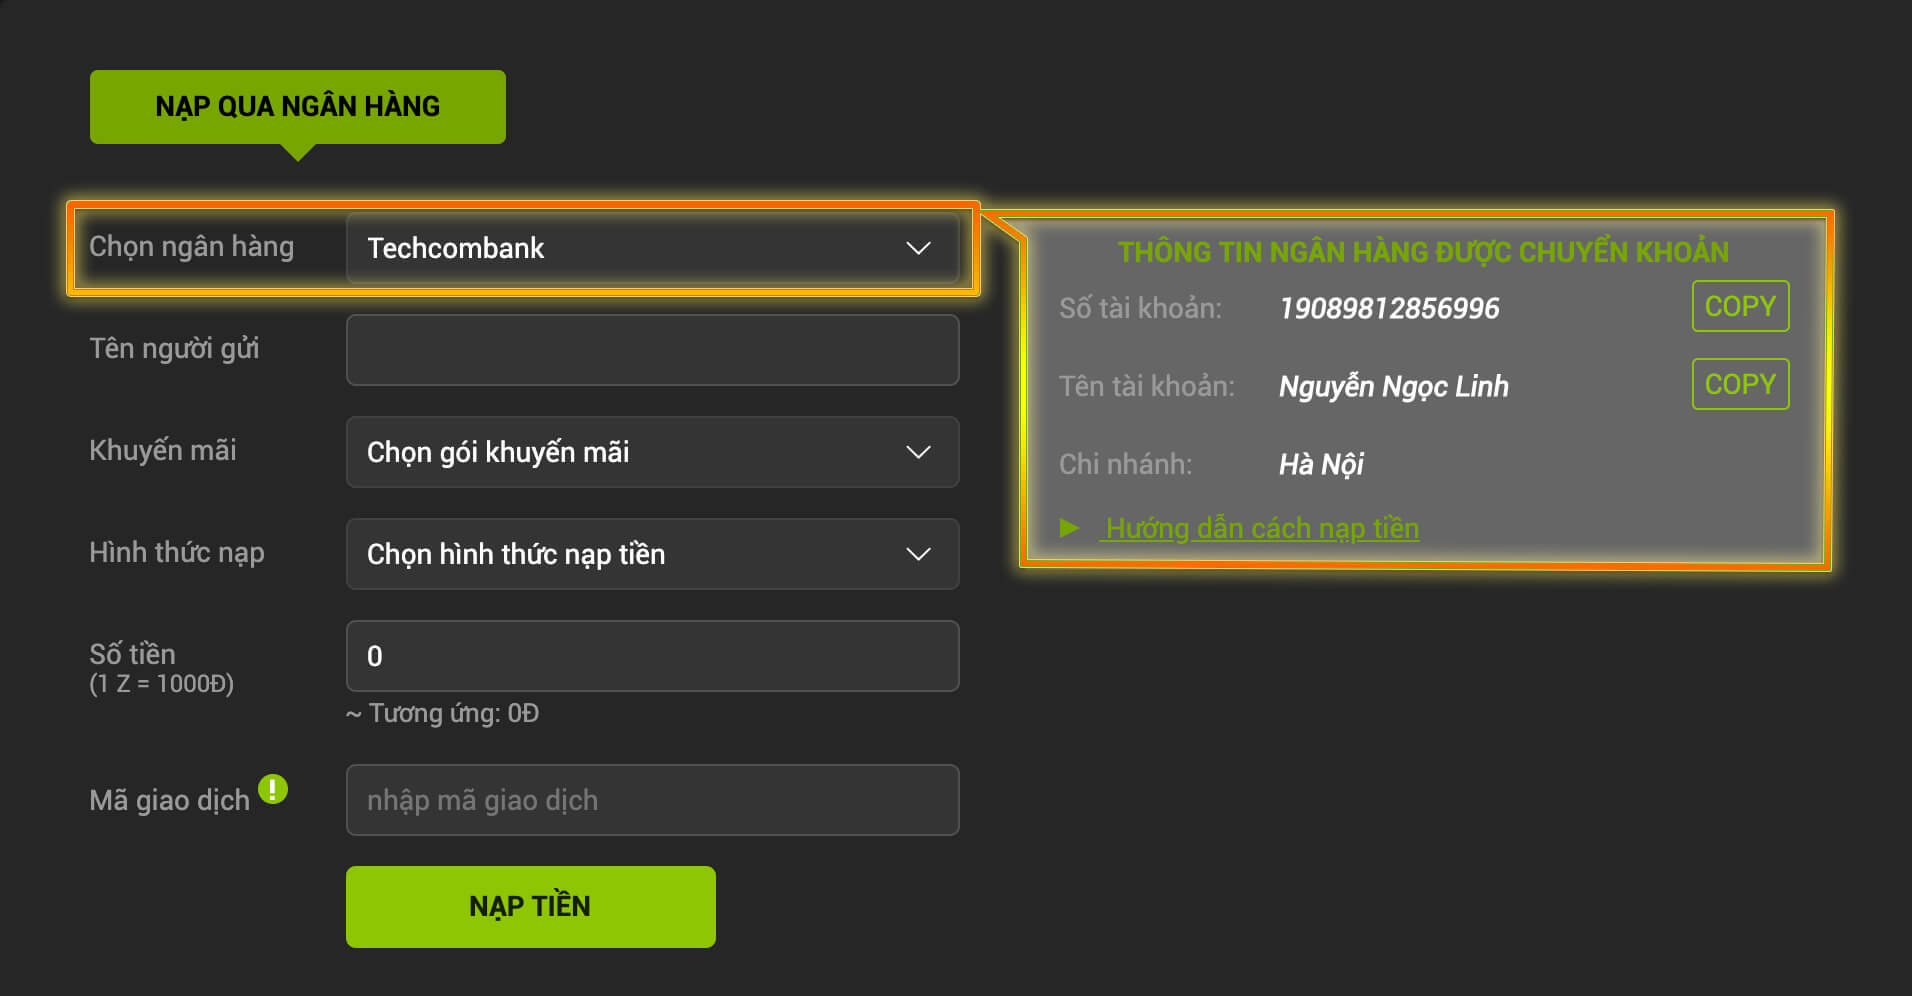 NẠP QUA NGÂN HÀNG
Chọn ngân hàng
Techcombank
Tên người gửi
Khuyến mãi
Chọn gói khuyến mãi
Hình thức nạp
Chọn hình thức nạp tiền
Số tiền
(1 Z = 1000Đ)
0
~ Tương ứng: 0Đ
Mã giao dịch
nhập mã giao dịch
NẠP TIỀN
THÔNG TIN NGÂN HÀNG ĐƯỢC CHUYỂN KHOẢN
Số tài khoản: 19089812856996 COPY
Tên tài khoản: Nguyễn Ngọc Linh COPY
Chi nhánh: Hà Nội
Hướng dẫn cách nạp tiền